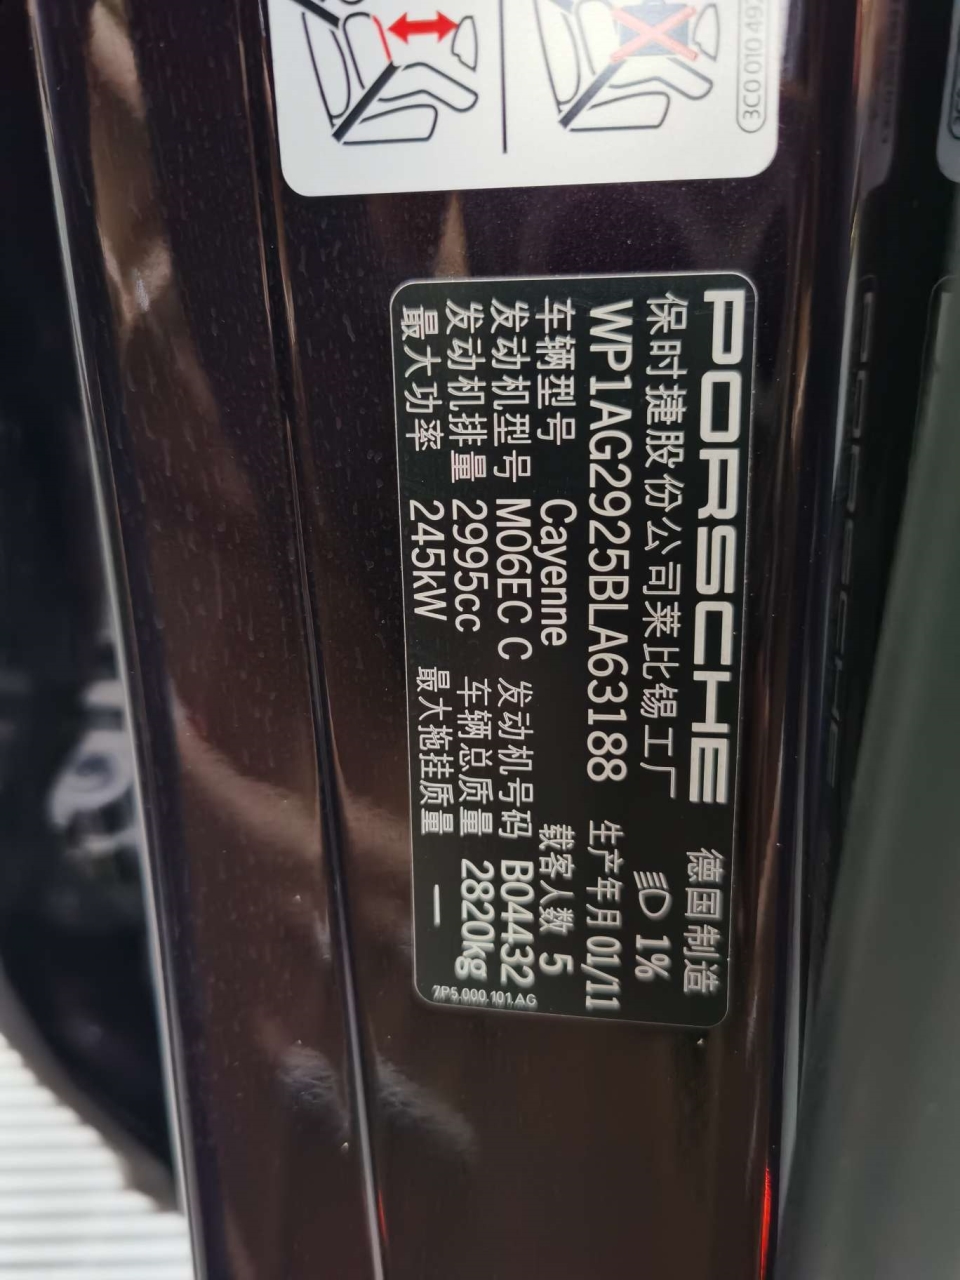 3C0 010 492
PORSCHE 德国制造
保时捷股份公司莱比锡工厂 1%
WP1AG2925BLA63188 生产年月 01/11
车辆型号 Cayenne 载客人数 5
发动机型号 M06EC C 发动机号码 B04432
发动机排量 2995cc 车辆总质量 2820kg
最大功率 245kW 最大拖挂质量 —
7P5.000.101.AG